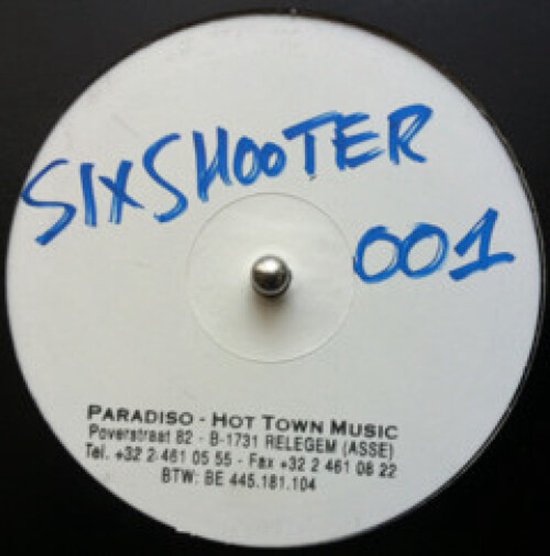 SIXSHOOTER
001
PARADISO - HOT TOWN MUSIC
Poverstraat 82 - B-1731 RELEGEM (ASSE)
Tel. +32 2 461 05 55 - Fax +32 2 461 08 22
BTW: BE 445.181.104